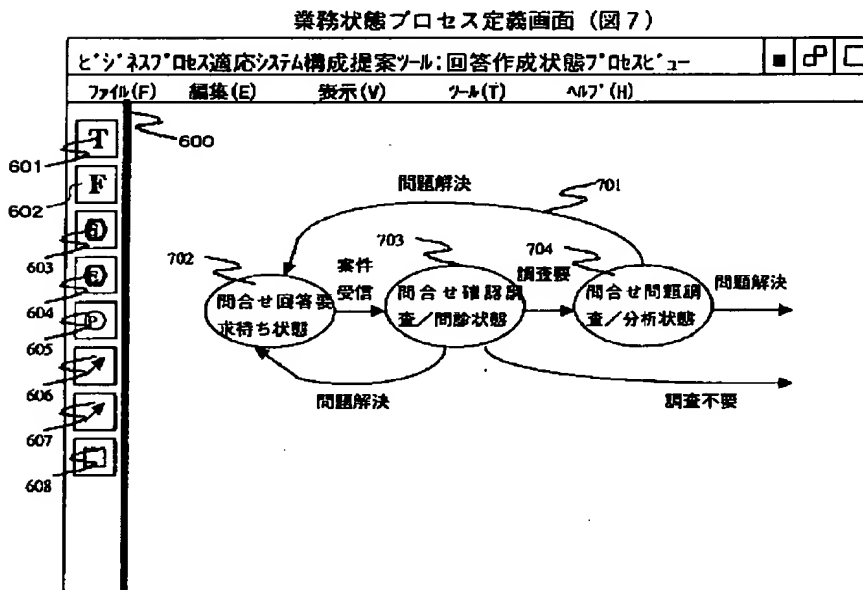 業務状態プロセス定義画面 (図7)
ビジネスプロセス適応システム構成提案ツール:回答作成状態プロセスビュー
ファイル(F) 編集(E) 表示(V) ツール(T) ヘルプ(H)
600
T
601
F
602
603
604
P
605
606
607
608
問題解決
701
702
703
704
案件
受信
調査要
問題解決
問合せ回答要
求待ち状態
問合せ確認調
査/問診状態
問合せ問題調
査/分析状態
問題解決
調査不要